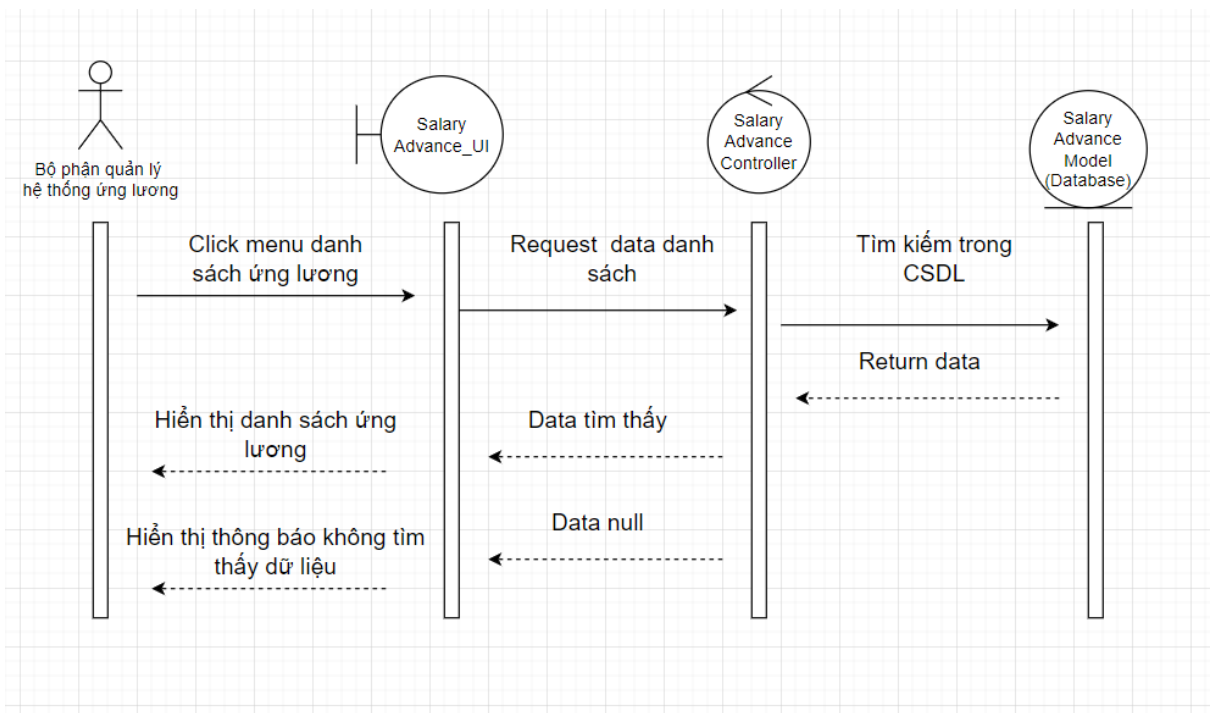 Bộ phận quản lý
hệ thống ứng lương
Salary
Advance_UI
Salary
Advance
Controller
Salary
Advance
Model
(Database)
Click menu danh
sách ứng lương
Request data danh
sách
Tìm kiếm trong
CSDL
Return data
Hiển thị danh sách ứng
lương
Data tìm thấy
Data null
Hiển thị thông báo không tìm
thấy dữ liệu